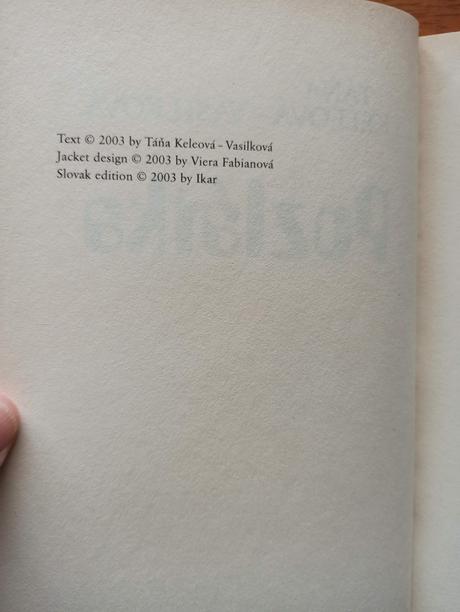 Text © 2003 by Táňa Keleová - Vasilková
Jacket design © 2003 by Viera Fabianová
Slovak edition © 2003 by Ikar